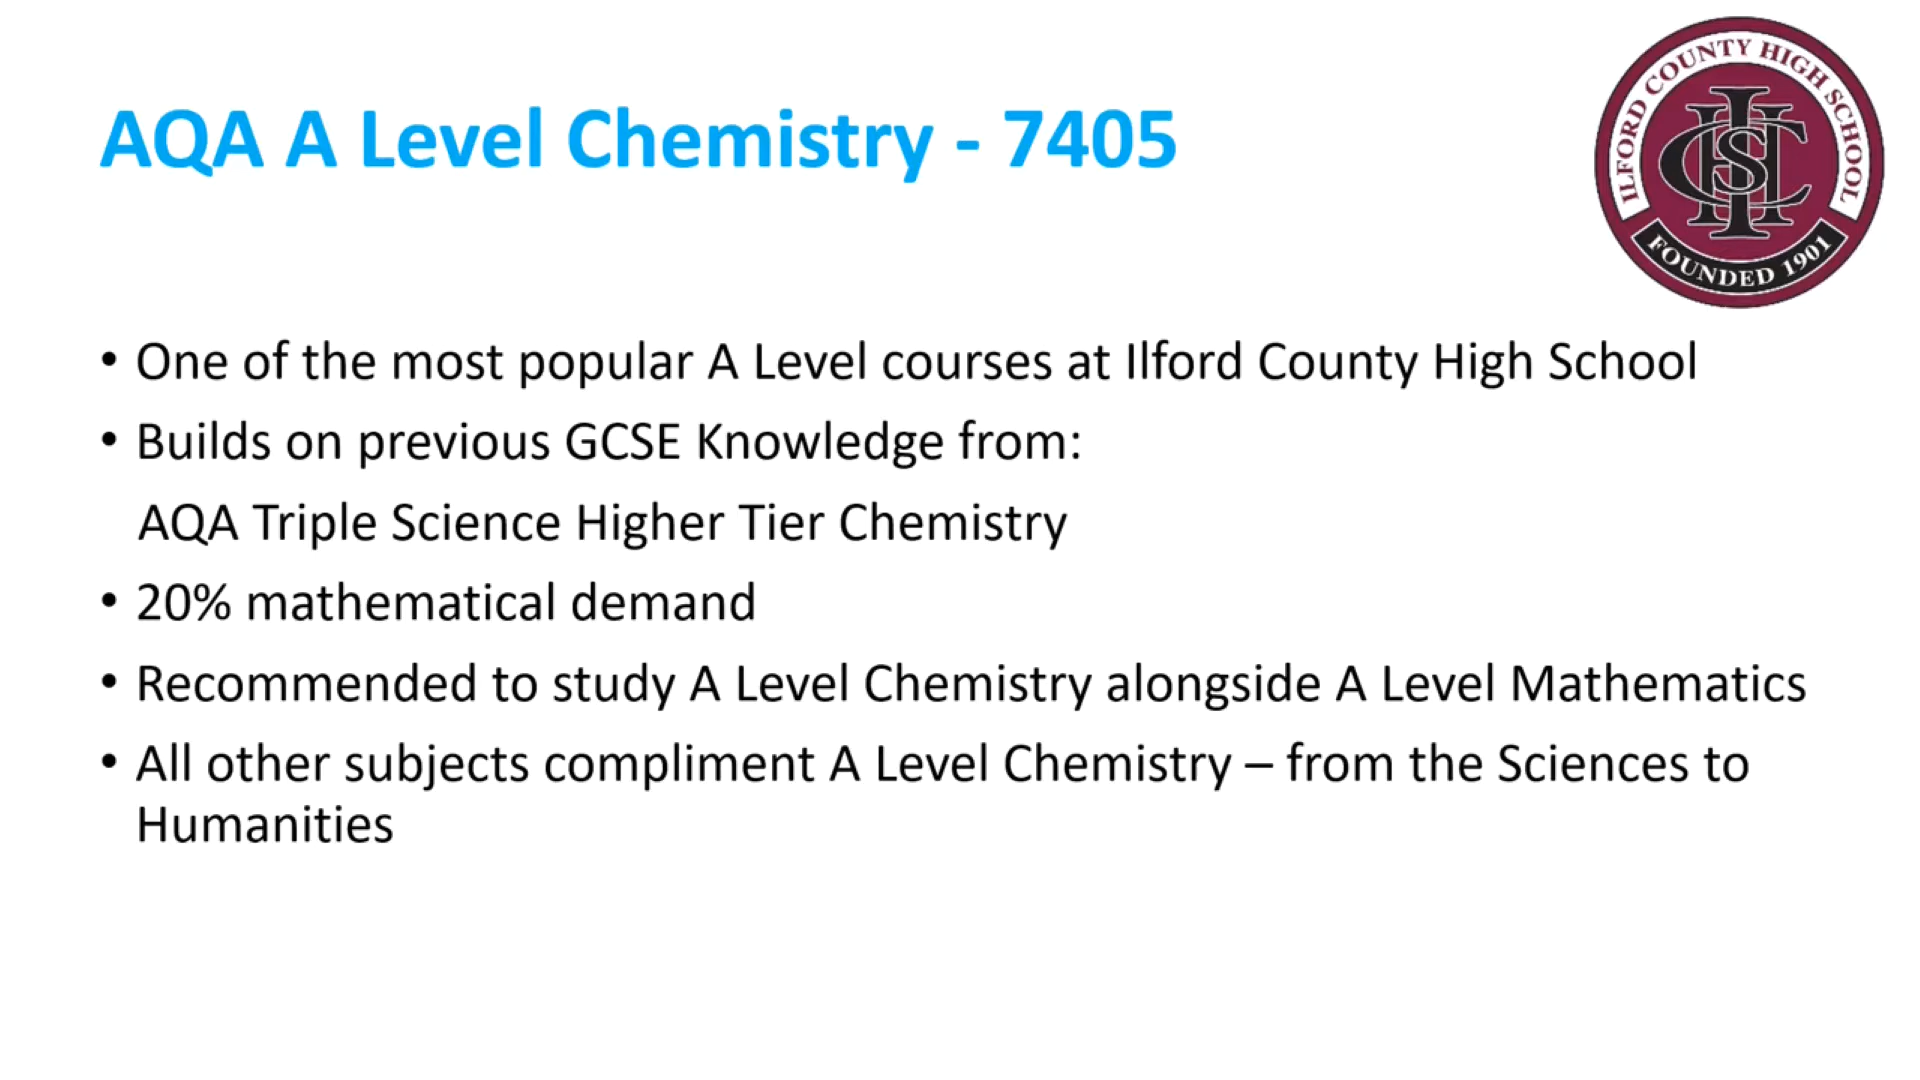 AQA A Level Chemistry - 7405
ILFORD COUNTY HIGH SCHOOL
FOUNDED 1901
• One of the most popular A Level courses at Ilford County High School
• Builds on previous GCSE Knowledge from:
AQA Triple Science Higher Tier Chemistry
• 20% mathematical demand
• Recommended to study A Level Chemistry alongside A Level Mathematics
• All other subjects compliment A Level Chemistry – from the Sciences to
Humanities